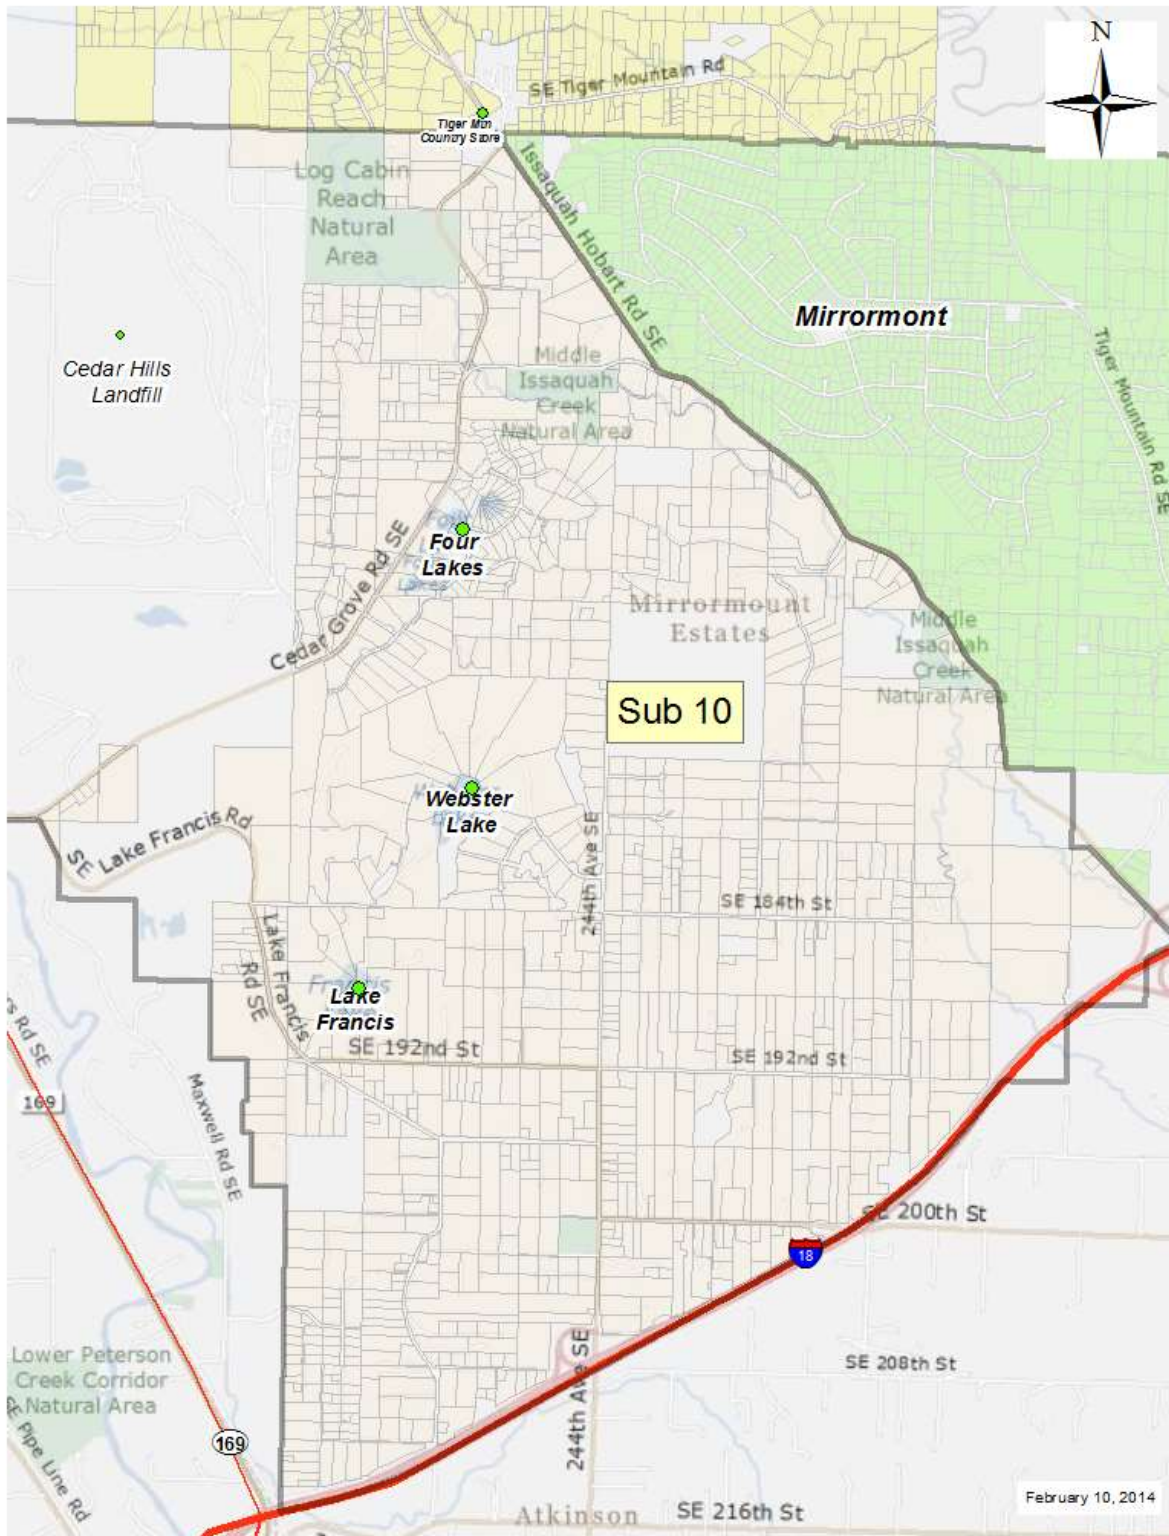 N
SE Tiger Mountain Rd
Tiger Mtn
Country Store
Issaquah Hobart Rd SE
Log Cabin
Reach
Natural
Area
Mirrormont
Tiger Mountain Rd SE
Cedar Hills
Landfill
Middle
Issaquah
Creek
Natural Area
Four
Lakes
Cedar Grove Rd SE
Mirrormount
Estates
Middle
Issaquah
Creek
Natural Area
Sub 10
Webster
Lake
SE
Lake Francis Rd
244th Ave SE
SE 184th St
Lake Francis
Rd SE
Francis
Lake
Francis
SE 192nd St
SE 192nd St
Rd SE
169
Maxwell Rd SE
SE 200th St
18
Lower Peterson
Creek Corridor
Natural Area
244th Ave SE
SE 208th St
SE Pipe Line Rd
169
February 10, 2014
Atkinson
SE 216th St